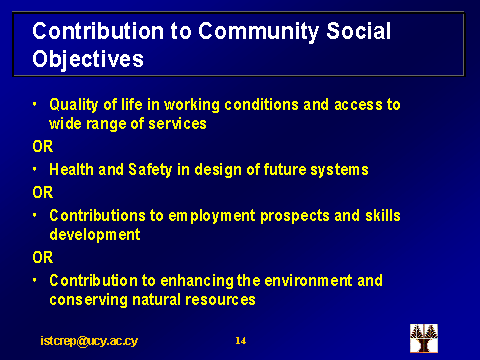 Contribution to Community Social
Objectives
• Quality of life in working conditions and access to
wide range of services
OR
• Health and Safety in design of future systems
OR
• Contributions to employment prospects and skills
development
OR
• Contribution to enhancing the environment and
conserving natural resources
istcrep@ucy.ac.cy 14